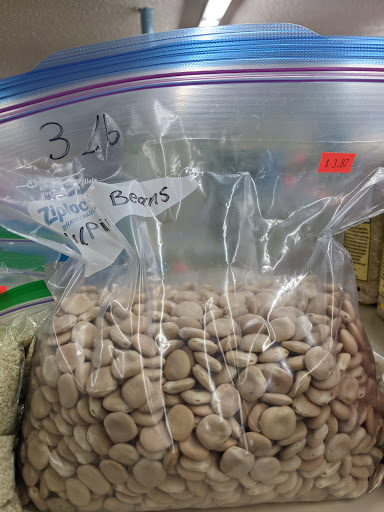 3 Lb
$ 3.87
Ziploc
Beans